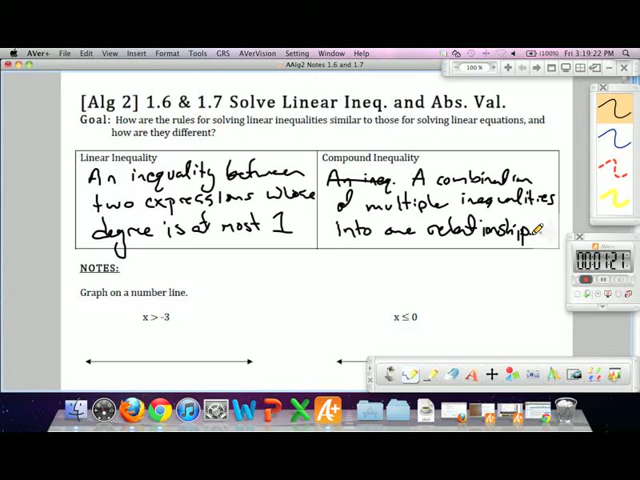 AVer+ File Edit View Insert Format Tools GRS AVerVision Setting Window Help (100%) Fri 3:19:22 PM
AAlg2 Notes 1.6 and 1.7
100 %
[Alg 2] 1.6 & 1.7 Solve Linear Ineq. and Abs. Val.
Goal: How are the rules for solving linear inequalities similar to those for solving linear equations, and
how are they different?
Linear Inequality
An inequality between
two expressions whose
degree is at most 1
Compound Inequality
An ineq. A combination
of multiple inequalities
into one relationship.
00:01:21
NOTES:
Graph on a number line.
x > -3
x ≤ 0